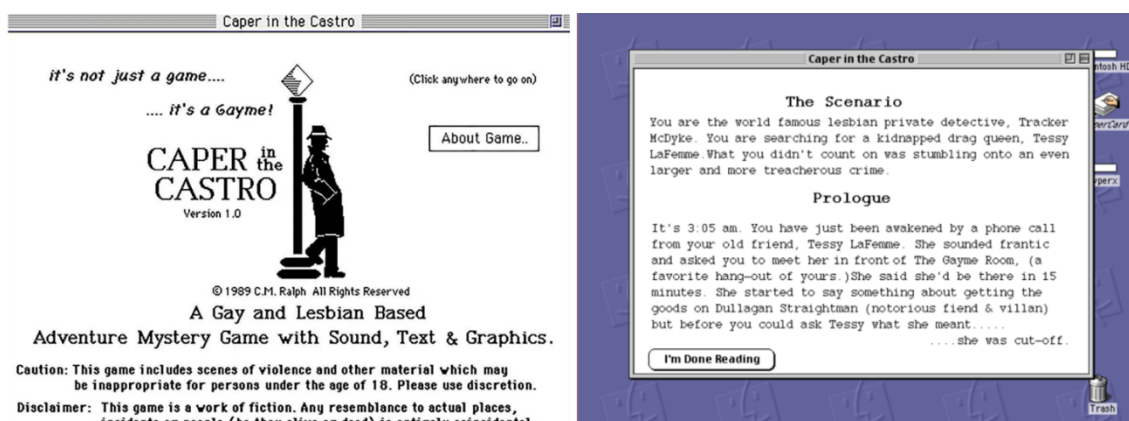 Caper in the Castro
it's not just a game....
(Click anywhere to go on)
.... it's a Gayme!
About Game..
CAPER in the
CASTRO
Version 1.0
© 1989 C.M. Ralph All Rights Reserved
A Gay and Lesbian Based
Adventure Mystery Game with Sound, Text & Graphics.
Caution: This game includes scenes of violence and other material which may
be inappropriate for persons under the age of 18. Please use discretion.
Disclaimer: This game is a work of fiction. Any resemblance to actual places,
Caper in the Castro
The Scenario
You are the world famous lesbian private detective, Tracker
McDyke. You are searching for a kidnapped drag queen, Tessy
LaFemme.What you didn't count on was stumbling onto an even
larger and more treacherous crime.
Prologue
It's 3:05 am. You have just been awakened by a phone call
from your old friend, Tessy LaFemme. She sounded frantic
and asked you to meet her in front of The Gayme Room, (a
favorite hang-out of yours.)She said she'd be there in 15
minutes. She started to say something about getting the
goods on Dullagan Straightman (notorious fiend & villan)
but before you could ask Tessy what she meant.....
....she was cut-off.
I'm Done Reading
Trash